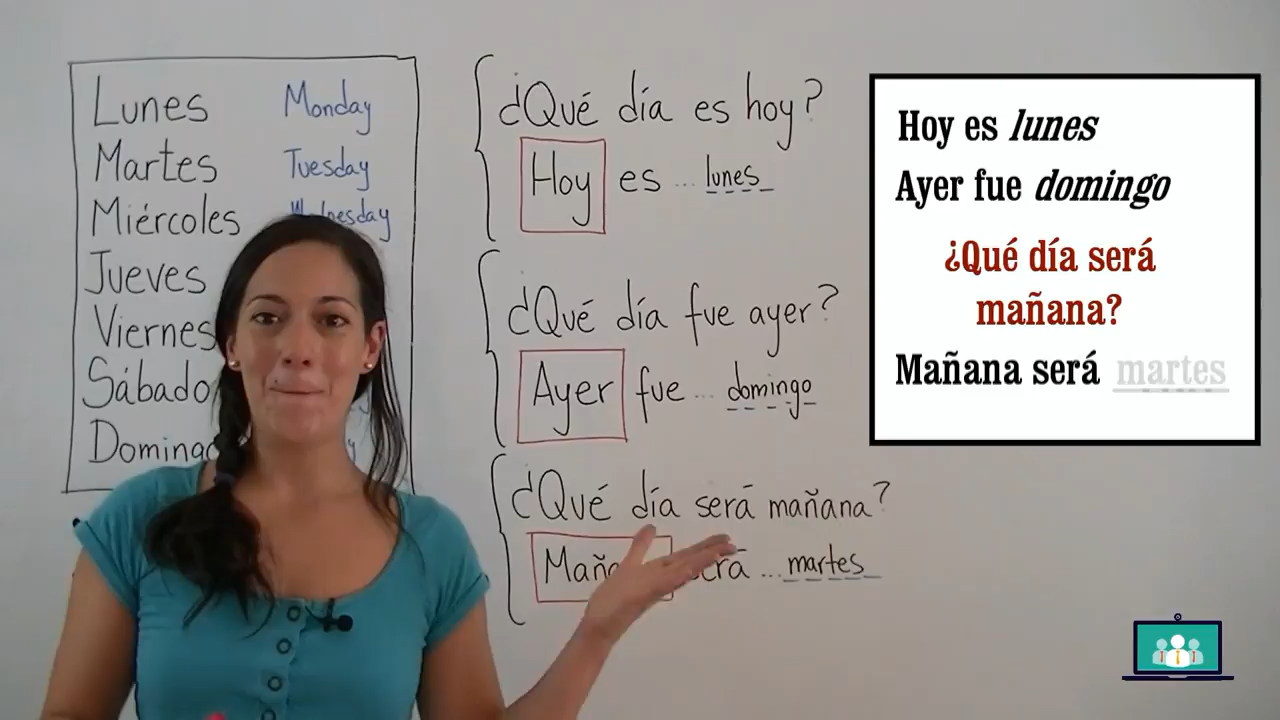 Lunes Monday
Martes Tuesday
Miércoles Wednesday
Jueves
Viernes
Sábado
Domingo
¿Qué día es hoy?
Hoy es ... lunes
¿Qué día fue ayer?
Ayer fue ... domingo
¿Qué día será mañana?
será ... martes
Hoy es lunes
Ayer fue domingo
¿Qué día será
mañana?
Mañana será martes